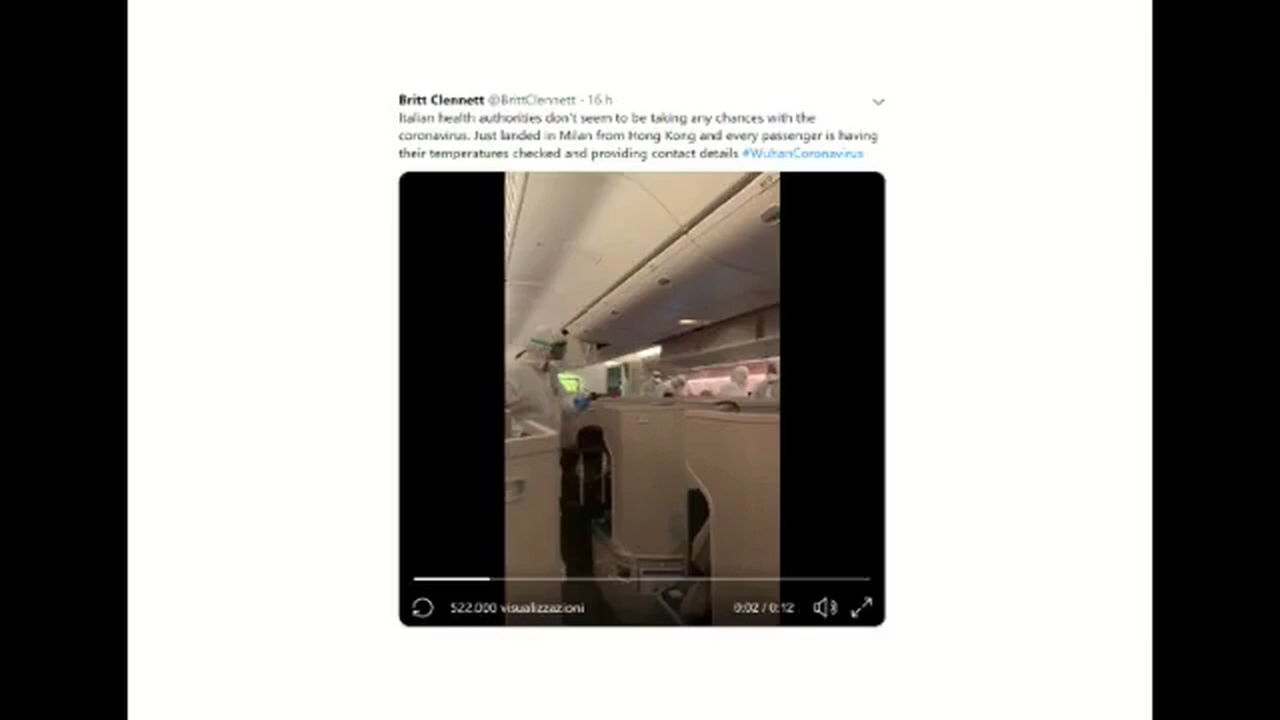 Britt Clennett @BrittClennett · 16 h
Italian health authorities don't seem to be taking any chances with the
coronavirus. Just landed in Milan from Hong Kong and every passenger is having
their temperatures checked and providing contact details #WuhanCoronavirus
522.000 visualizzazioni 0:02 / 0:12